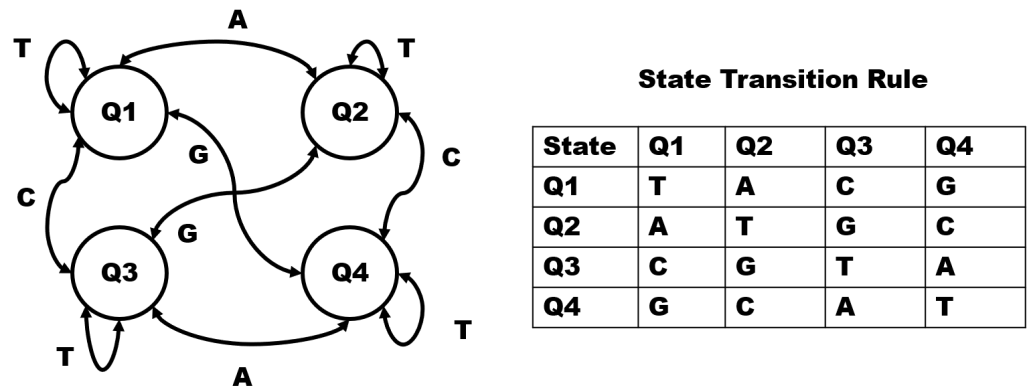 A
T
T
Q1
Q2
G
C
C
G
Q3
Q4
T
T
A
State Transition Rule
State Q1 Q2 Q3 Q4
Q1 T A C G
Q2 A T G C
Q3 C G T A
Q4 G C A T